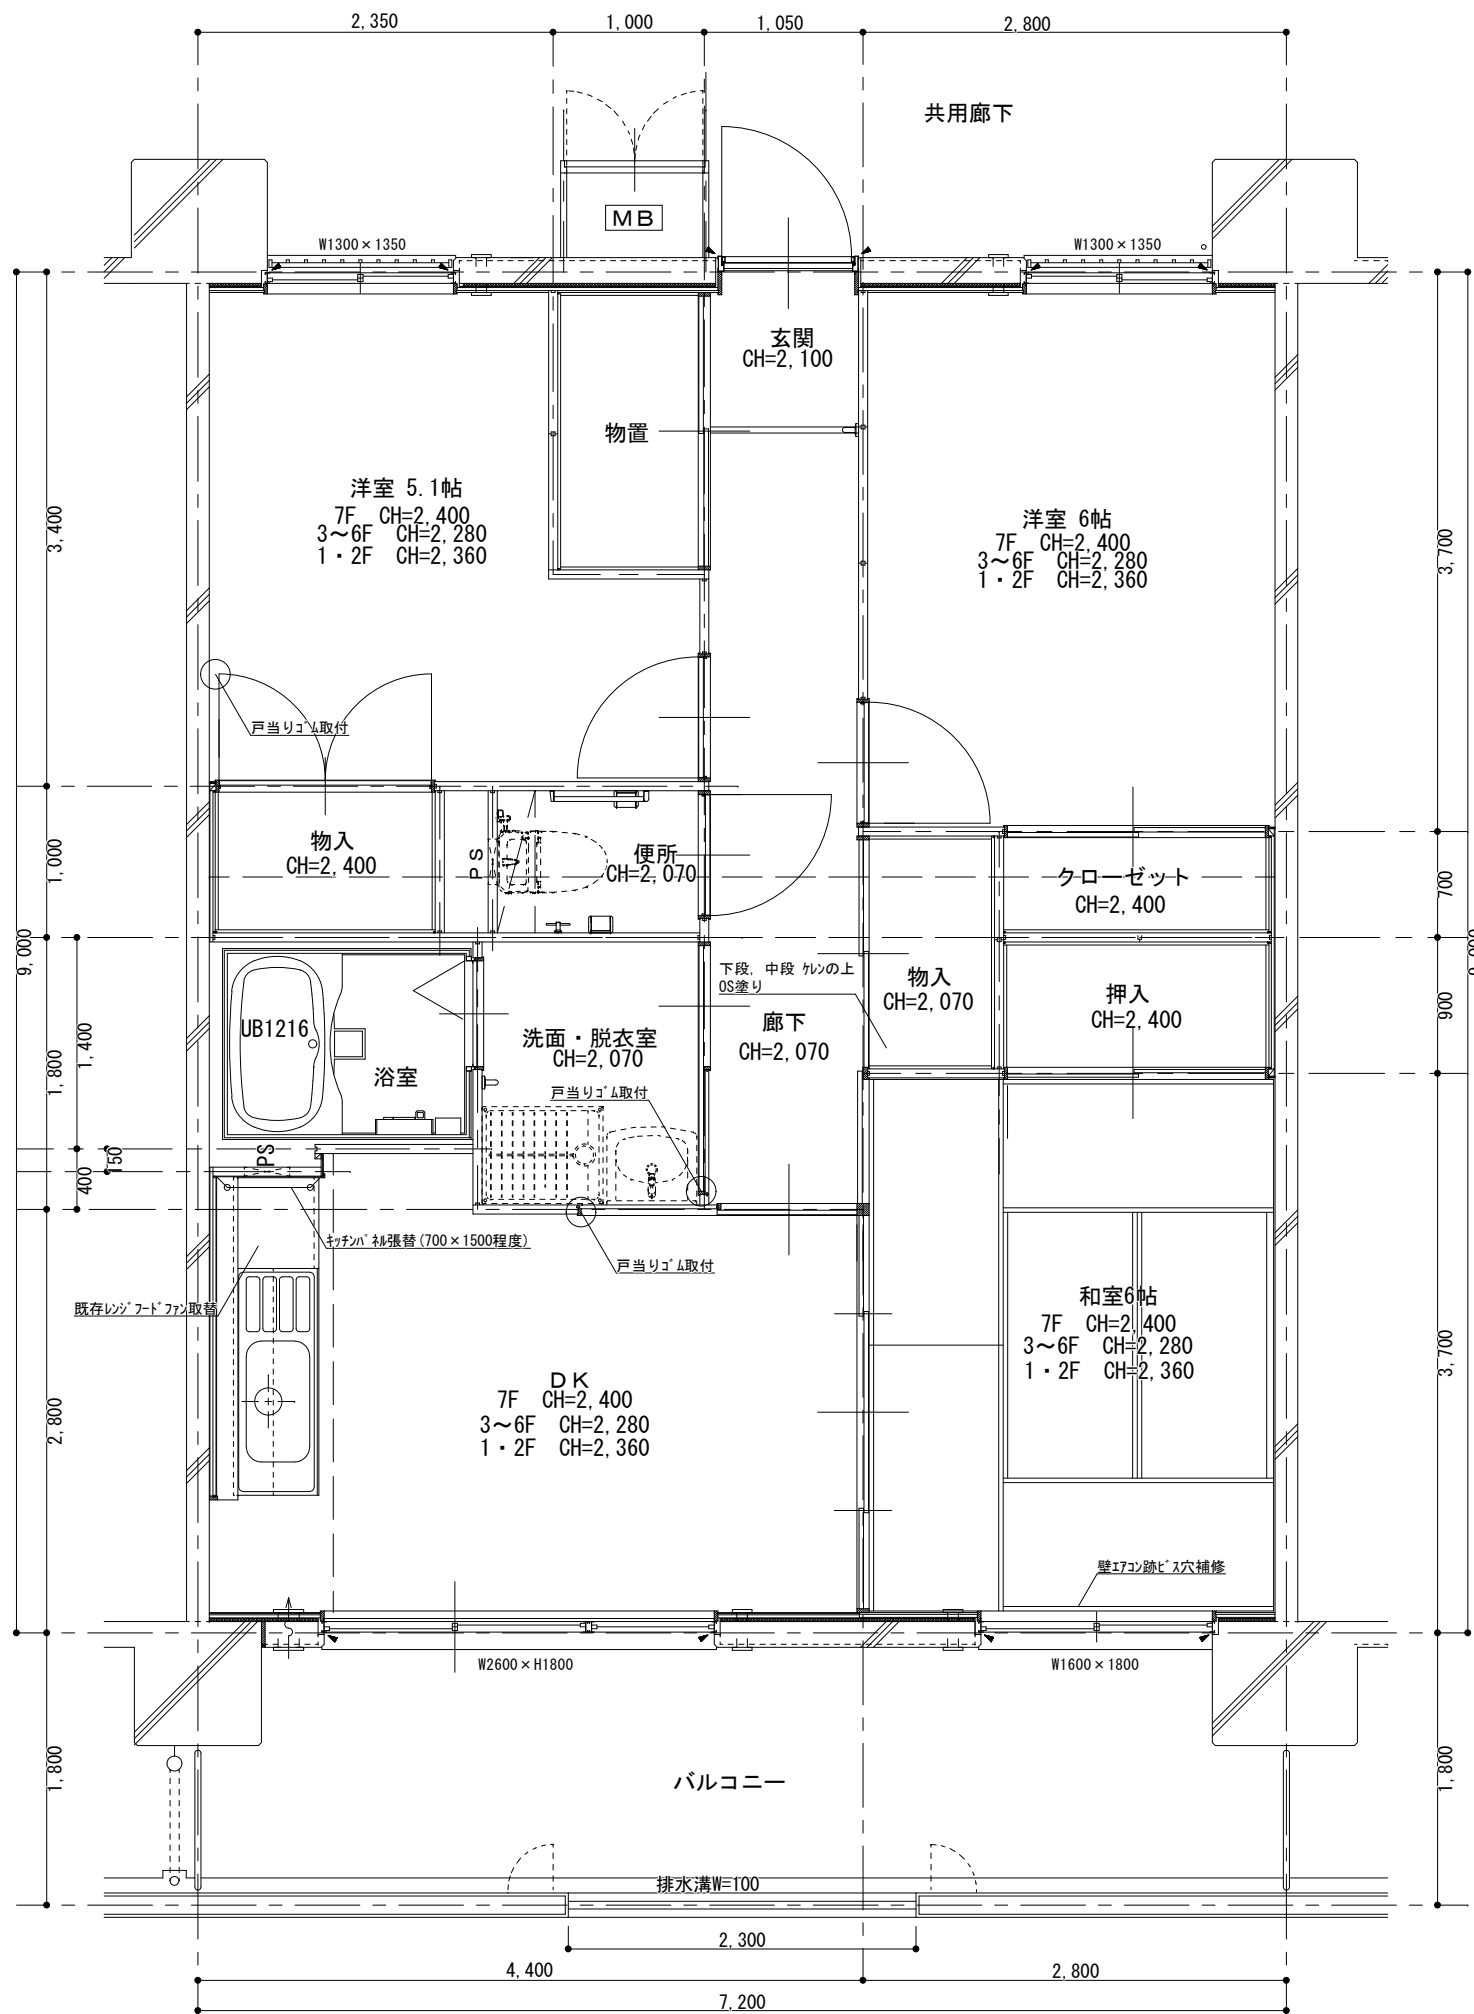 2,350
1,000
1,050
2,800
共用廊下
MB
W1300×1350
W1300×1350
玄関
CH=2,100
物置
洋室 5.1帖
7F CH=2,400
3～6F CH=2,280
1・2F CH=2,360
洋室 6帖
7F CH=2,400
3～6F CH=2,280
1・2F CH=2,360
3,400
3,700
戸当りゴム取付
物入
CH=2,400
PS
便所
CH=2,070
クローゼット
CH=2,400
1,000
700
9,000
9,000
下段, 中段 ケレンの上
OS塗り
物入
CH=2,070
押入
CH=2,400
900
UB1216
浴室
洗面・脱衣室
CH=2,070
廊下
CH=2,070
1,800
1,400
戸当りゴム取付
PS
150
400
キッチンパネル張替(700×1500程度)
戸当りゴム取付
既存レンジフードファン取替
和室6帖
7F CH=2,400
3～6F CH=2,280
1・2F CH=2,360
3,700
DK
7F CH=2,400
3～6F CH=2,280
1・2F CH=2,360
2,800
壁エアコン跡ビス穴補修
W2600×H1800
W1600×1800
1,800
1,800
バルコニー
排水溝W=100
2,300
4,400
2,800
7,200